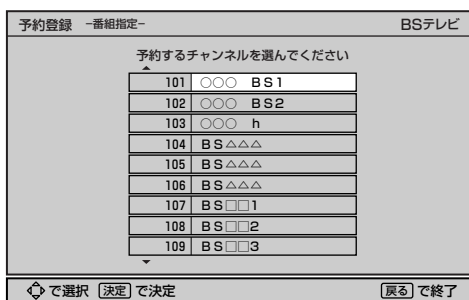 予約登録 −番組指定− BSテレビ
予約するチャンネルを選んでください
101 ○○○ BS1
102 ○○○ BS2
103 ○○○ h
104 BS△△△
105 BS△△△
106 BS△△△
107 BS□□1
108 BS□□2
109 BS□□3
で選択 決定 で決定 戻る で終了